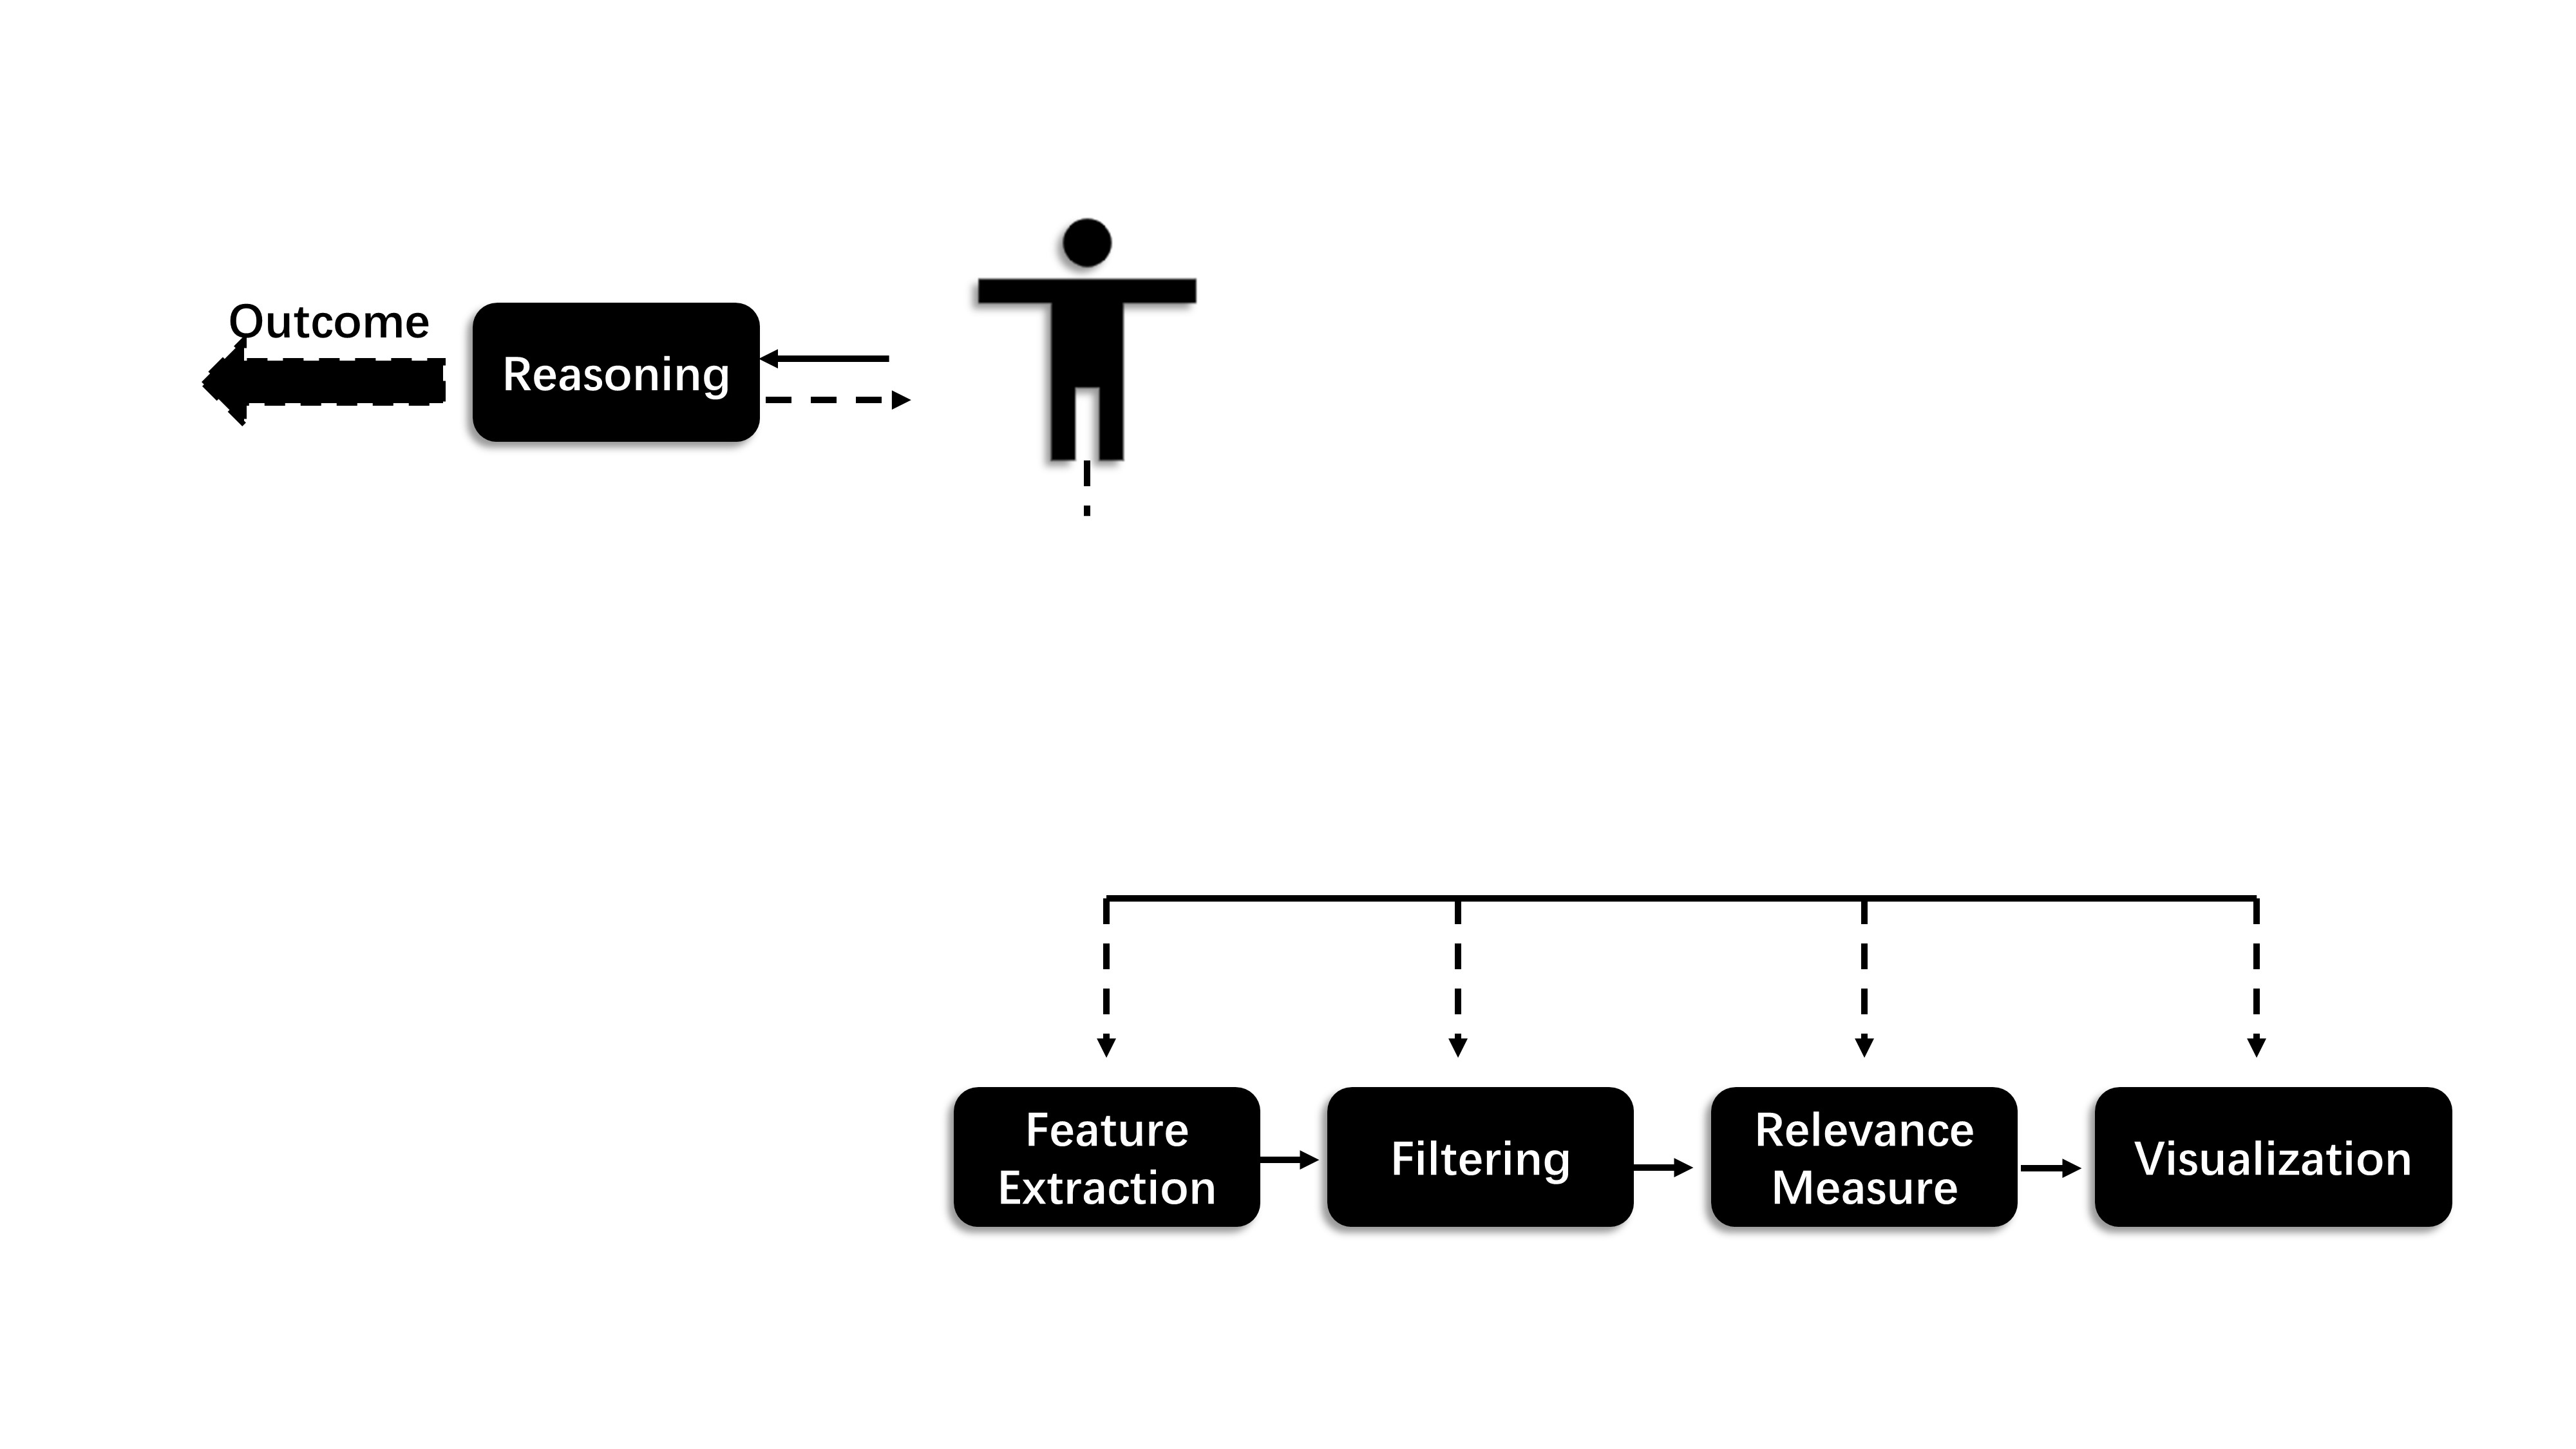 Outcome
Reasoning
Feature
Extraction
Filtering
Relevance
Measure
Visualization